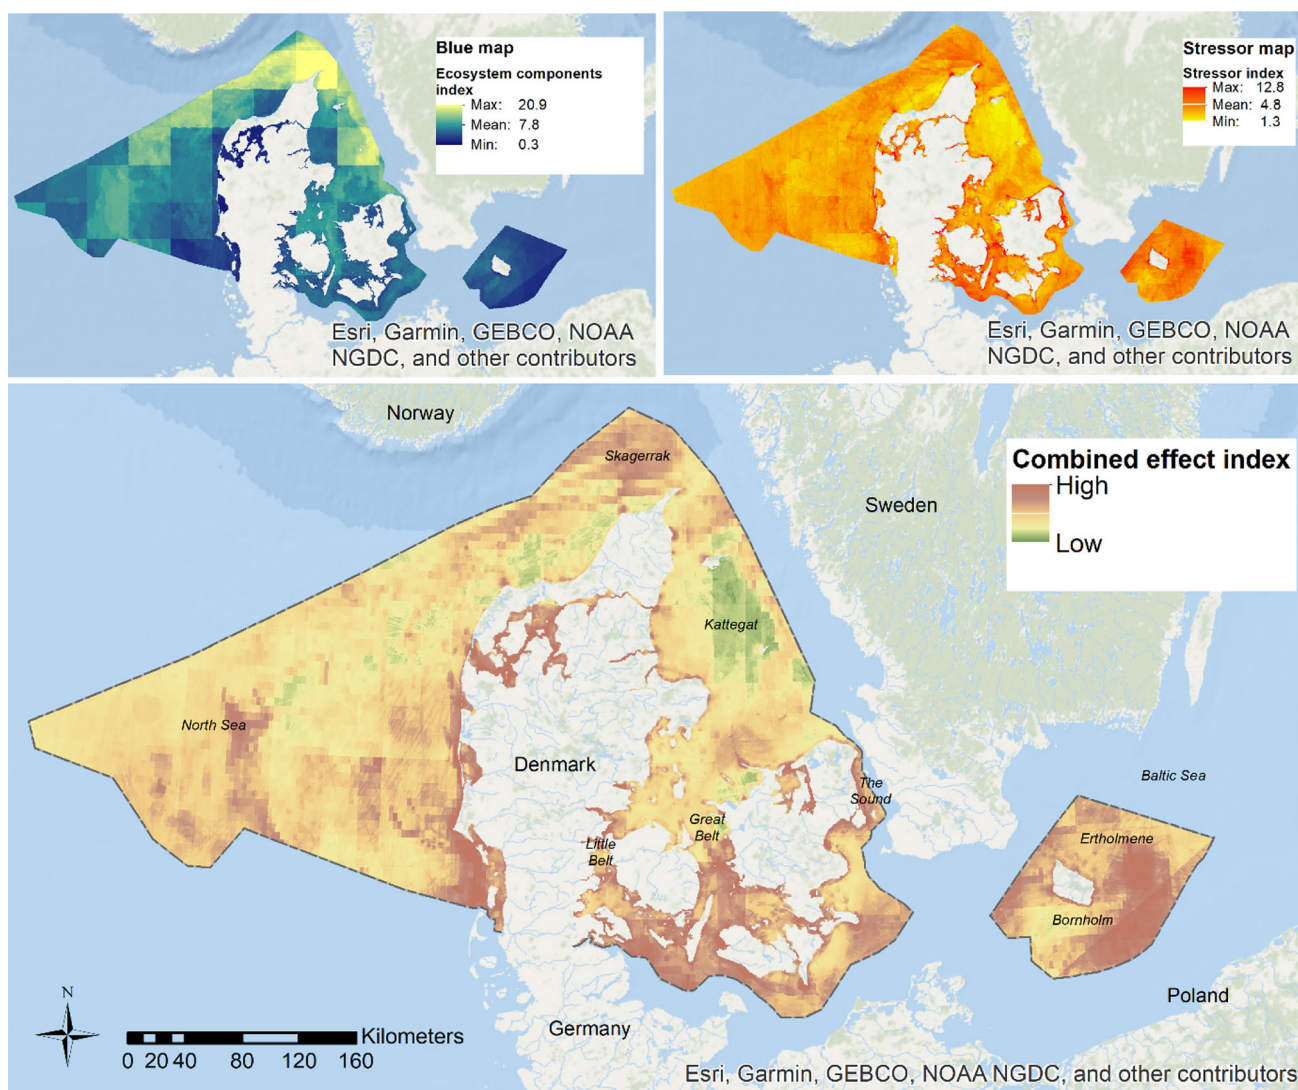 Blue map
Ecosystem components
index
Max: 20.9
Mean: 7.8
Min: 0.3
Esri, Garmin, GEBCO, NOAA
NGDC, and other contributors
Stressor map
Stressor index
Max: 12.8
Mean: 4.8
Min: 1.3
Esri, Garmin, GEBCO, NOAA
NGDC, and other contributors
Norway
Skagerrak
Combined effect index
High
Low
Sweden
Kattegat
North Sea
Denmark
Baltic Sea
The
Sound
Great
Belt
Little
Belt
Ertholmene
Bornholm
Poland
Germany
N
Kilometers
0 20 40 80 120 160
Esri, Garmin, GEBCO, NOAA NGDC, and other contributors